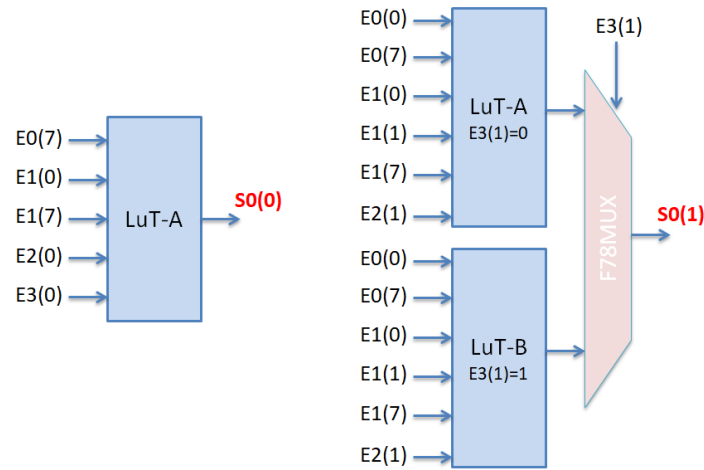 E0(7)
E1(0)
E1(7)
E2(0)
E3(0)
LuT-A
S0(0)
E0(0)
E0(7)
E1(0)
E1(1)
E1(7)
E2(1)
LuT-A
E3(1)=0
E3(1)
E0(0)
E0(7)
E1(0)
E1(1)
E1(7)
E2(1)
LuT-B
E3(1)=1
F78MUX
S0(1)